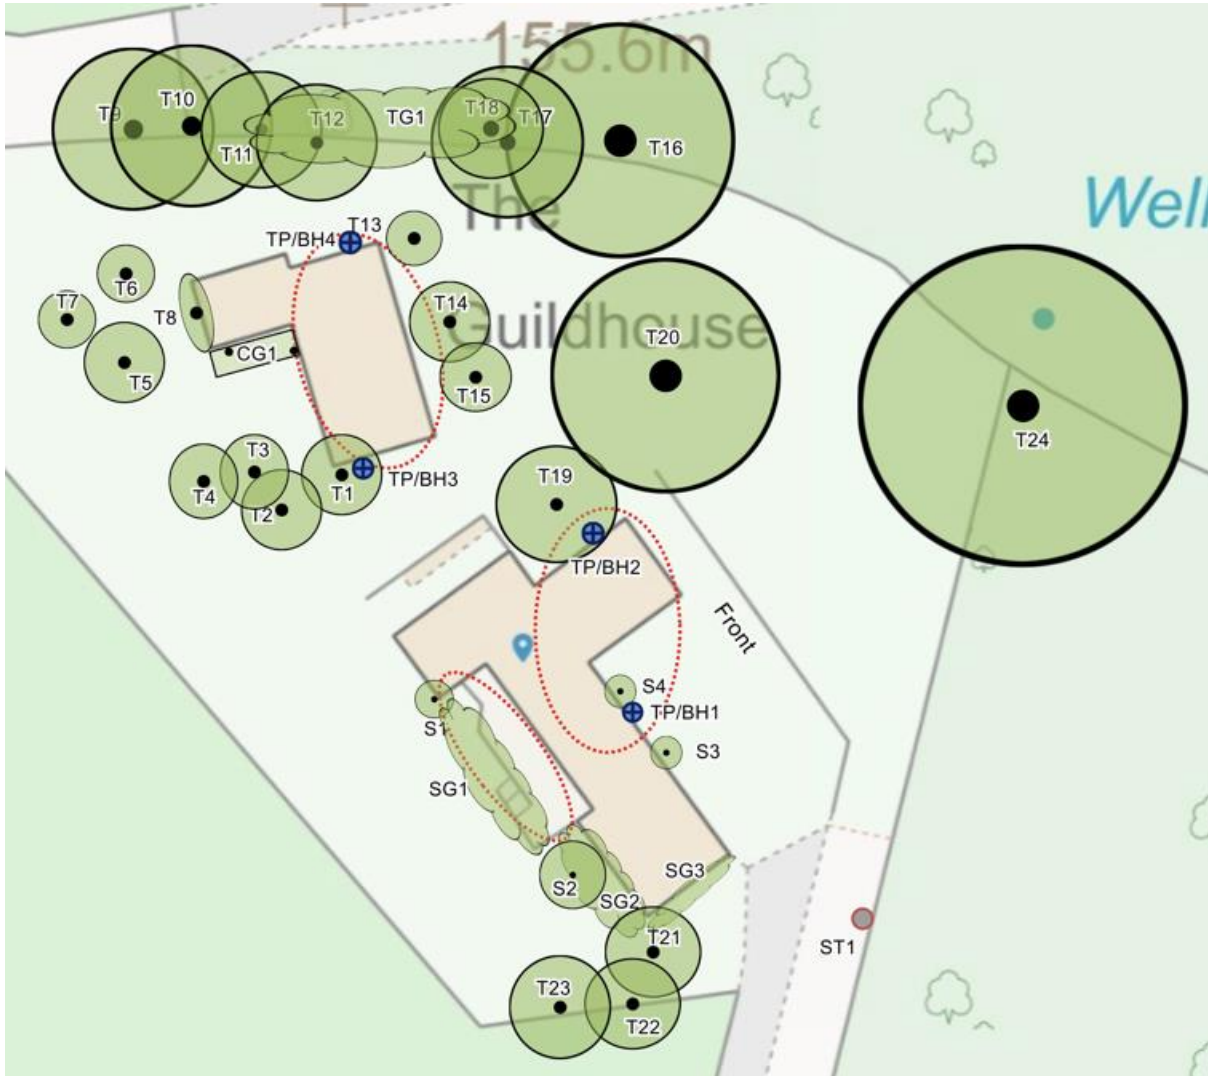 155.6m
T9
T10
T11
T12
TG1
T18
T17
T16
The
Well
TP/BH4
T13
T6
T7
T8
T14
Guildhouse
T20
CG1
T5
T15
T24
T3
T4
T2
T1
TP/BH3
T19
TP/BH2
Front
S4
TP/BH1
S1
S3
SG1
SG3
S2
SG2
T21
ST1
T23
T22